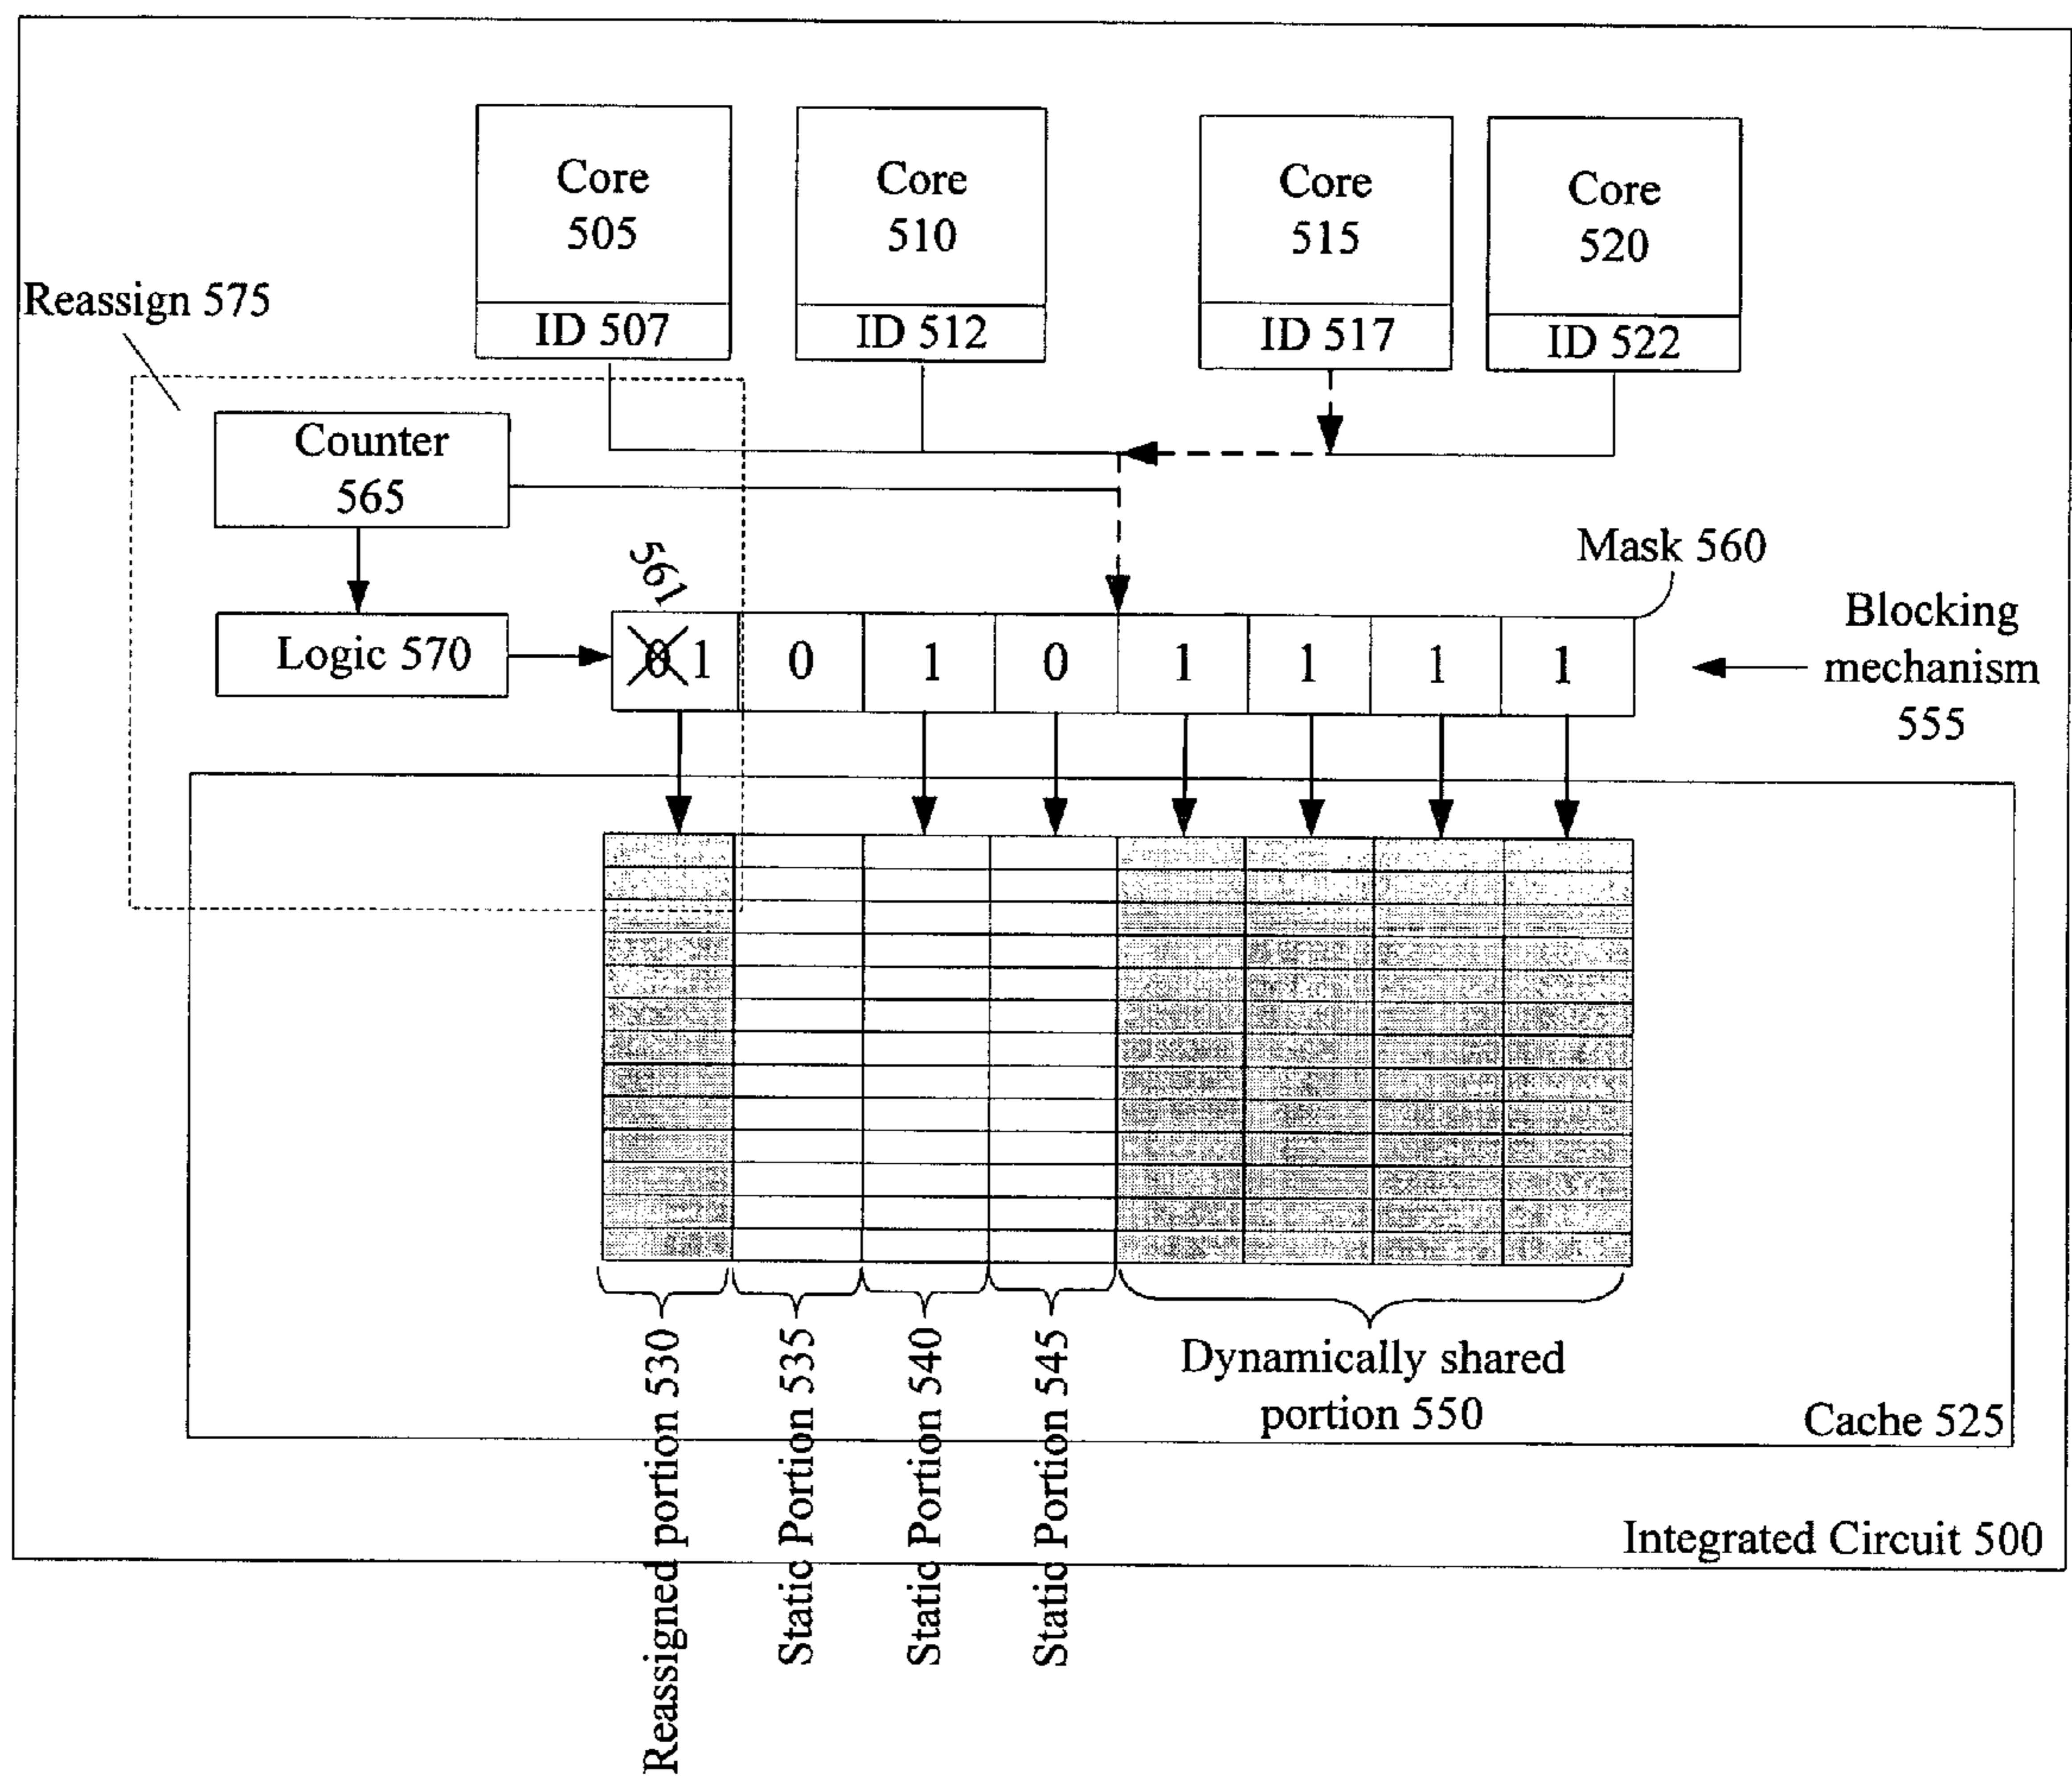 Core
505
ID 507
Core
510
ID 512
Core
515
ID 517
Core
520
ID 522
Reassign 575
Counter
565
Logic 570
561
Mask 560
Blocking
mechanism
555
0 1 0 1 0 1 1 1 1
Reassigned portion 530
Static Portion 535
Static Portion 540
Static Portion 545
Dynamically shared
portion 550
Cache 525
Integrated Circuit 500